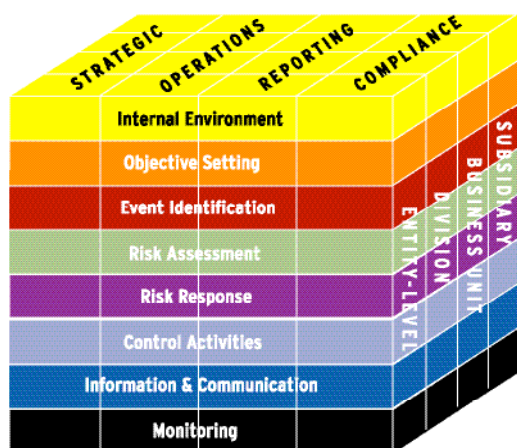 STRATEGIC
OPERATIONS
REPORTING
COMPLIANCE
Internal Environment
Objective Setting
Event Identification
Risk Assessment
Risk Response
Control Activities
Information & Communication
Monitoring
ENTITY-LEVEL
DIVISION
BUSINESS UNIT
SUBSIDIARY